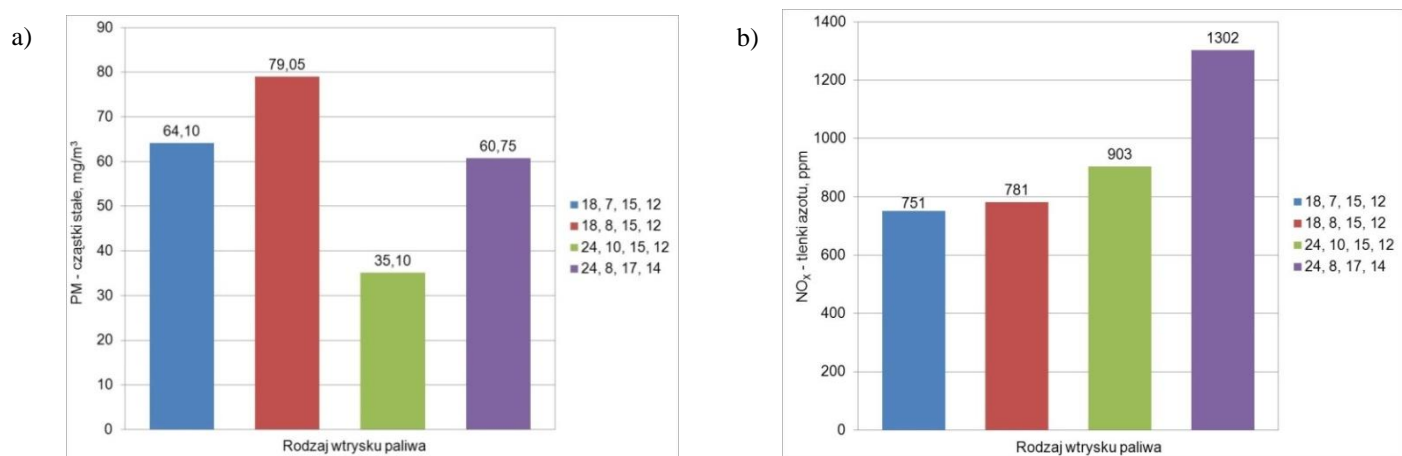 a)
PM - cząstki stałe, mg/m³
90
80
70
60
50
40
30
20
10
0
64,10
79,05
35,10
60,75
Rodzaj wtrysku paliwa
18, 7, 15, 12
18, 8, 15, 12
24, 10, 15, 12
24, 8, 17, 14
b)
NOX - tlenki azotu, ppm
1400
1200
1000
800
600
400
200
0
751
781
903
1302
Rodzaj wtrysku paliwa
18, 7, 15, 12
18, 8, 15, 12
24, 10, 15, 12
24, 8, 17, 14